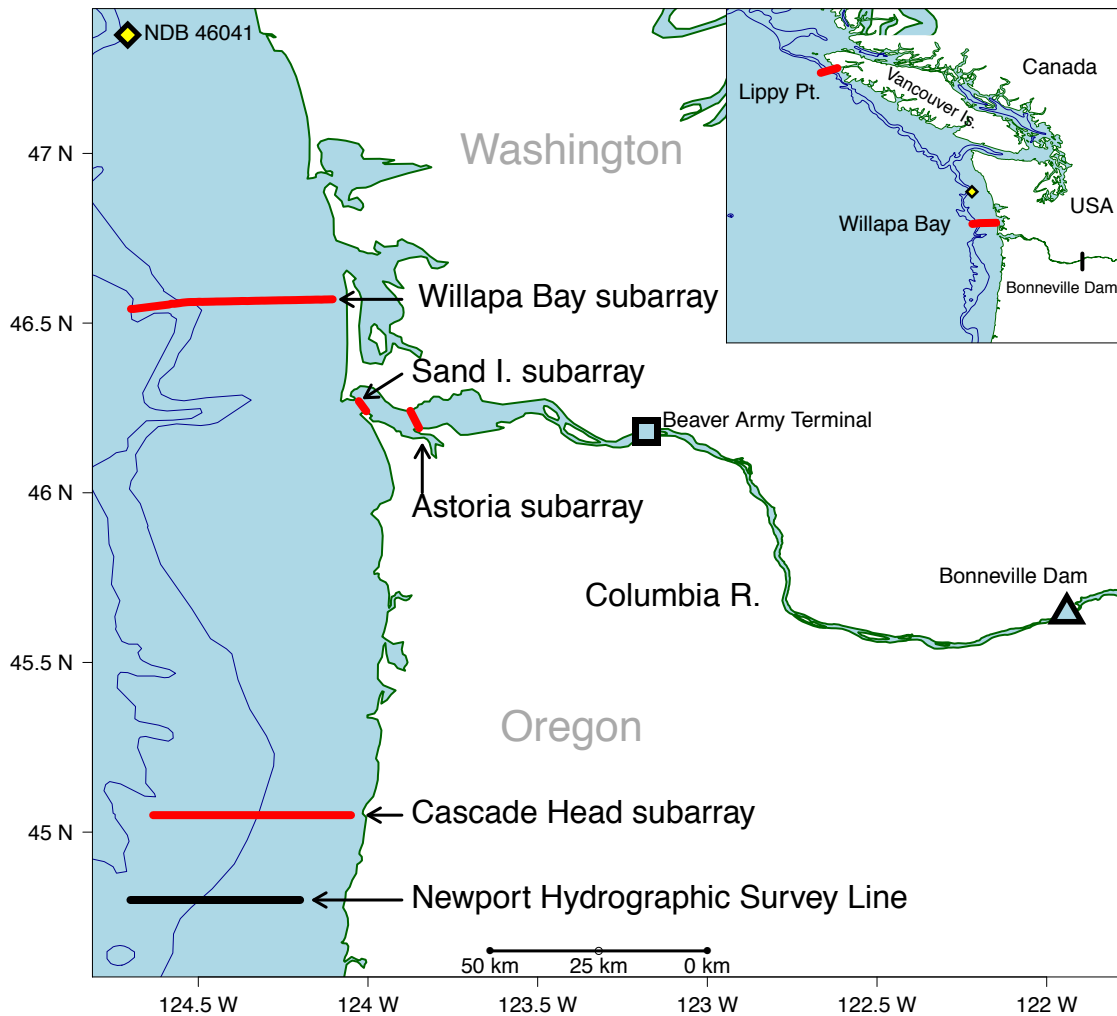 NDB 46041
Washington
Canada
Vancouver Is.
Lippy Pt.
USA
Willapa Bay
Bonneville Dam
47 N
46.5 N
46 N
45.5 N
45 N
Willapa Bay subarray
Sand I. subarray
Beaver Army Terminal
Astoria subarray
Bonneville Dam
Columbia R.
Oregon
Cascade Head subarray
Newport Hydrographic Survey Line
50 km
25 km
0 km
124.5 W
124 W
123.5 W
123 W
122.5 W
122 W